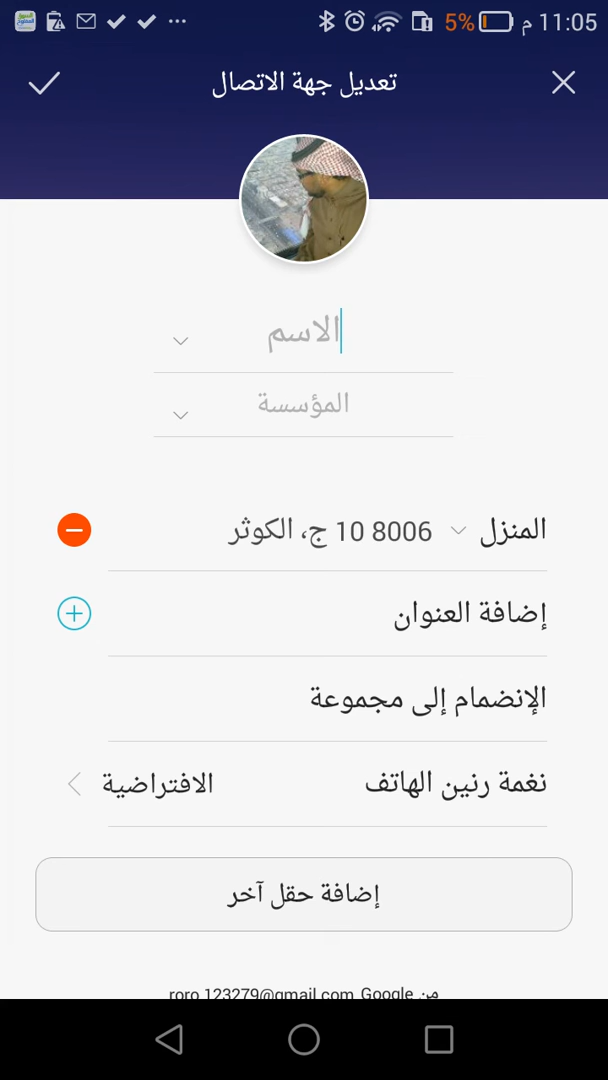 5% 11:05 م
تعديل جهة الاتصال
الاسم
المؤسسة
المنزل 8006 10 ج، الكوثر
إضافة العنوان
الإنضمام إلى مجموعة
نغمة رنين الهاتف الافتراضية
إضافة حقل آخر
من Google roro.123279@gmail.com